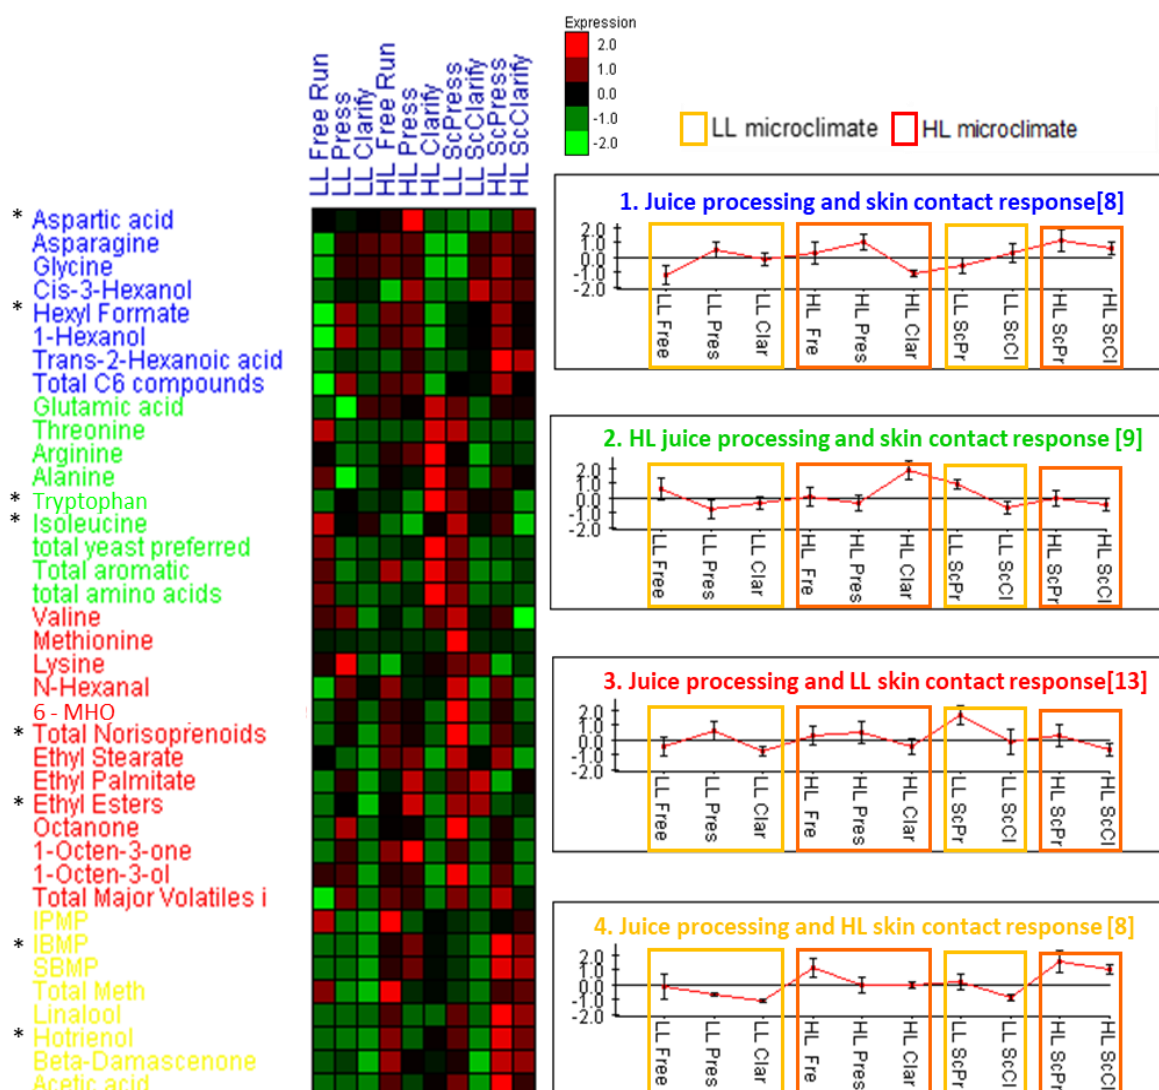 Expression
2.0
1.0
0.0
-1.0
-2.0
LL microclimate
HL microclimate
LL Free Run
LL Press
LL Clarify
HL Free Run
HL Press
HL Clarify
LL ScPress
LL ScClarify
HL ScPress
HL ScClarify
* Aspartic acid
Asparagine
Glycine
Cis-3-Hexanol
* Hexyl Formate
1-Hexanol
Trans-2-Hexanoic acid
Total C6 compounds
Glutamic acid
Threonine
Arginine
Alanine
* Tryptophan
* Isoleucine
total yeast preferred
Total aromatic
total amino acids
Valine
Methionine
Lysine
N-Hexanal
6 - MHO
* Total Norisoprenoids
Ethyl Stearate
Ethyl Palmitate
* Ethyl Esters
Octanone
1-Octen-3-one
1-Octen-3-ol
Total Major Volatiles i
IPMP
* IBMP
SBMP
Total Meth
Linalool
* Hotrienol
Beta-Damascenone
Acetic acid
1. Juice processing and skin contact response[8]
2.0
1.0
0.0
-1.0
-2.0
LL Free
LL Pres
LL Clar
HL Fre
HL Pres
HL Clar
LL ScPr
LL ScCl
HL ScPr
HL ScCl
2. HL juice processing and skin contact response [9]
2.0
1.0
0.0
-1.0
-2.0
LL Free
LL Pres
LL Clar
HL Fre
HL Pres
HL Clar
LL ScPr
LL ScCl
HL ScPr
HL ScCl
3. Juice processing and LL skin contact response[13]
2.0
1.0
0.0
-1.0
-2.0
LL Free
LL Pres
LL Clar
HL Fre
HL Pres
HL Clar
LL ScPr
LL ScCl
HL ScPr
HL ScCl
4. Juice processing and HL skin contact response [8]
2.0
1.0
0.0
-1.0
-2.0
LL Free
LL Pres
LL Clar
HL Fre
HL Pres
HL Clar
LL ScPr
LL ScCl
HL ScPr
HL ScCl